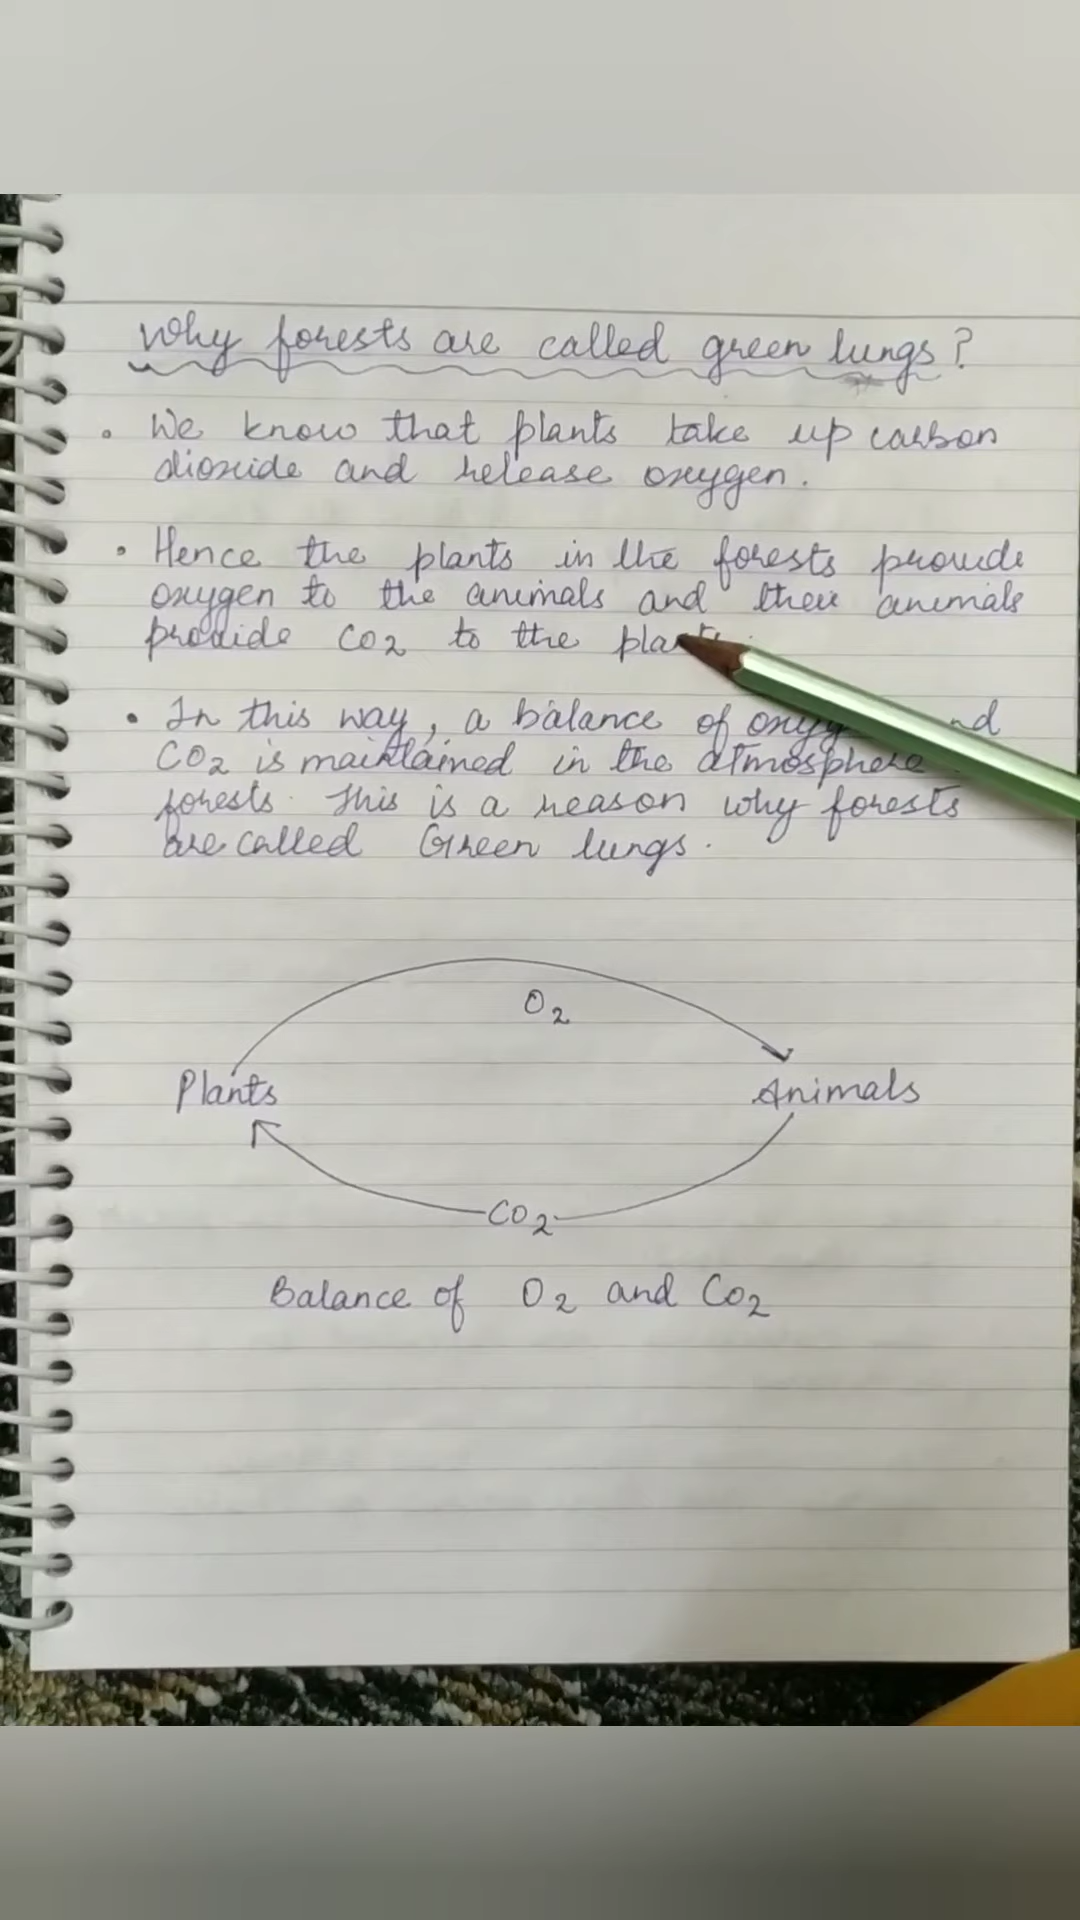 Why forests are called green lungs?
• We know that plants take up carbon
dioxide and release oxygen.
• Hence the plants in the forests provide
oxygen to the animals and their animals
provide CO2 to the
• In this way, a balance of
CO2 is maintained in the atmosphere
forests. This is a reason why forests
are called Green lungs.
O2
Plants
Animals
CO2
Balance of O2 and CO2